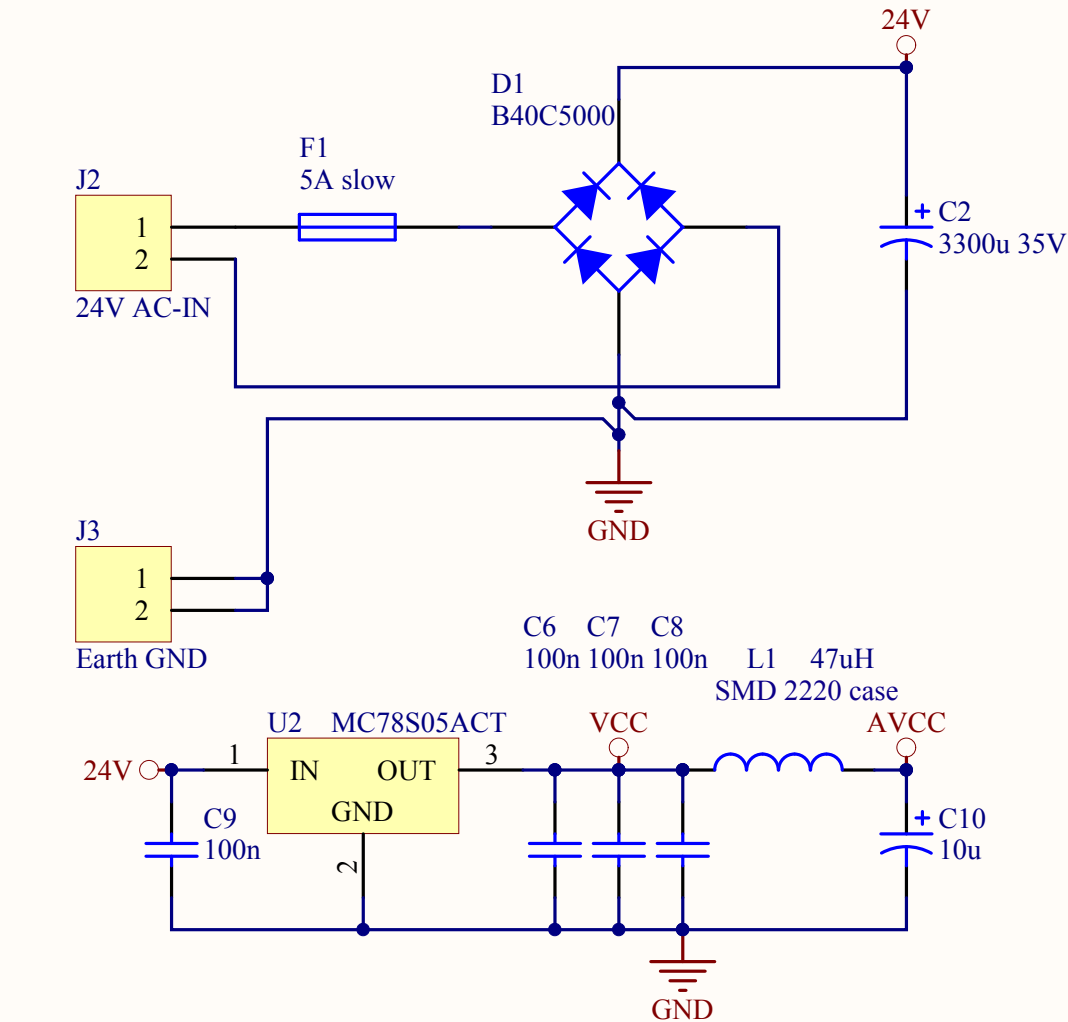 24V
D1
B40C5000
F1
5A slow
J2
1
2
24V AC-IN
+ C2
3300u 35V
GND
J3
1
2
Earth GND
C6 C7 C8
100n 100n 100n
L1 47uH
SMD 2220 case
U2 MC78S05ACT
VCC
AVCC
24V
1
IN OUT
3
GND
2
C9
100n
+ C10
10u
GND